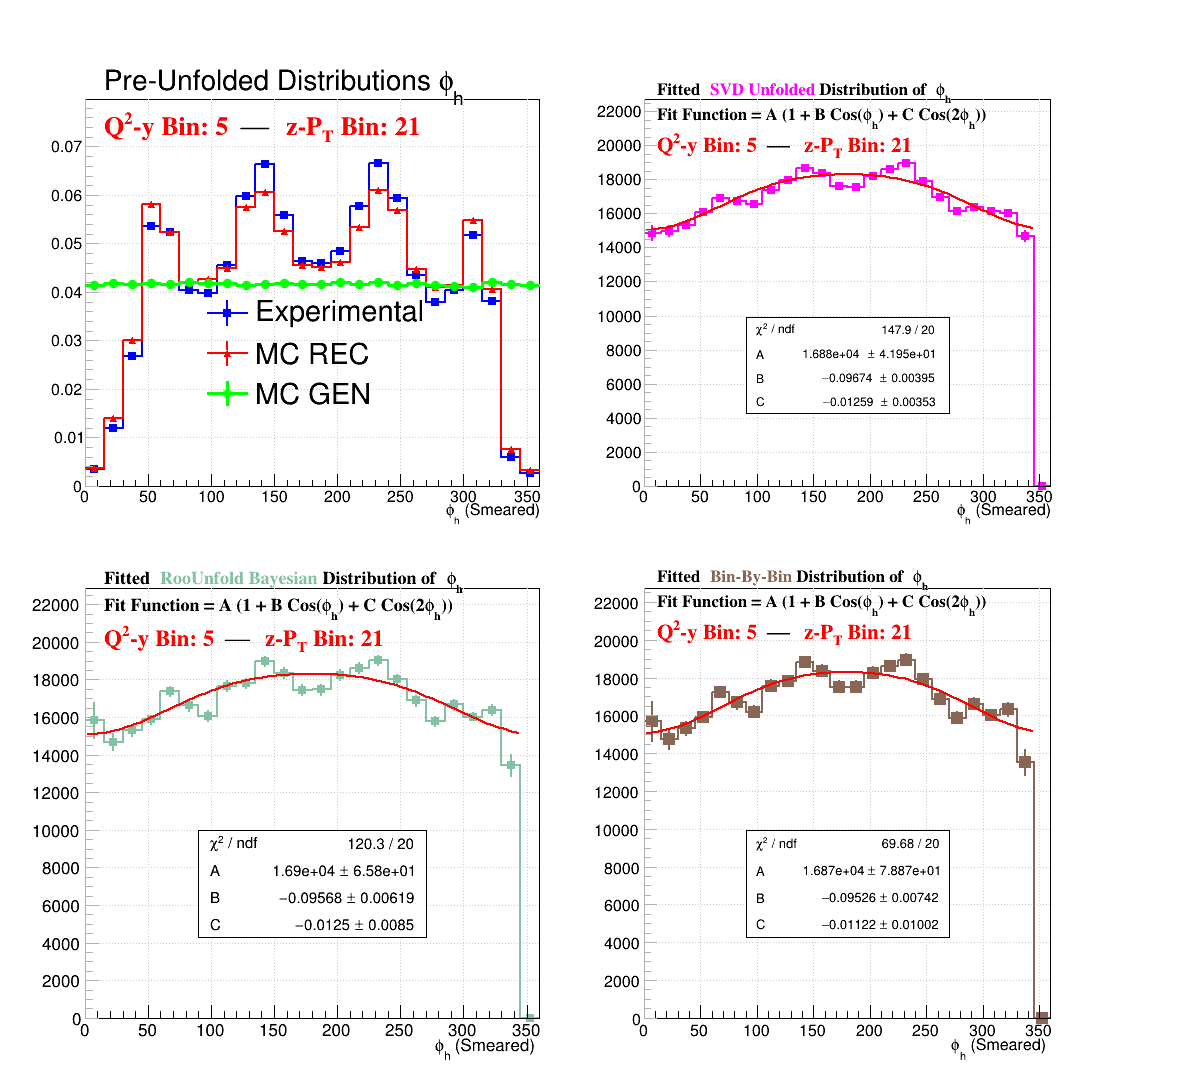 Pre-Unfolded Distributions ϕh
Q²-y Bin: 5 — z-PT Bin: 21
0.07
0.06
0.05
0.04
0.03
0.02
0.01
0
Experimental
MC REC
MC GEN
0 50 100 150 200 250 300 350
ϕh (Smeared)
Fitted SVD Unfolded Distribution of ϕh
Fit Function = A (1 + B Cos(ϕh) + C Cos(2ϕh))
Q²-y Bin: 5 — z-PT Bin: 21
22000
20000
18000
16000
14000
12000
10000
8000
6000
4000
2000
0
χ² / ndf 147.9 / 20
A 1.688e+04 ± 4.195e+01
B −0.09674 ± 0.00395
C −0.01259 ± 0.00353
0 50 100 150 200 250 300 350
ϕh (Smeared)
Fitted RooUnfold Bayesian Distribution of ϕh
Fit Function = A (1 + B Cos(ϕh) + C Cos(2ϕh))
Q²-y Bin: 5 — z-PT Bin: 21
22000
20000
18000
16000
14000
12000
10000
8000
6000
4000
2000
0
χ² / ndf 120.3 / 20
A 1.69e+04 ± 6.58e+01
B −0.09568 ± 0.00619
C −0.0125 ± 0.0085
0 50 100 150 200 250 300 350
ϕh (Smeared)
Fitted Bin-By-Bin Distribution of ϕh
Fit Function = A (1 + B Cos(ϕh) + C Cos(2ϕh))
Q²-y Bin: 5 — z-PT Bin: 21
22000
20000
18000
16000
14000
12000
10000
8000
6000
4000
2000
0
χ² / ndf 69.68 / 20
A 1.687e+04 ± 7.887e+01
B −0.09526 ± 0.00742
C −0.01122 ± 0.01002
0 50 100 150 200 250 300 350
ϕh (Smeared)